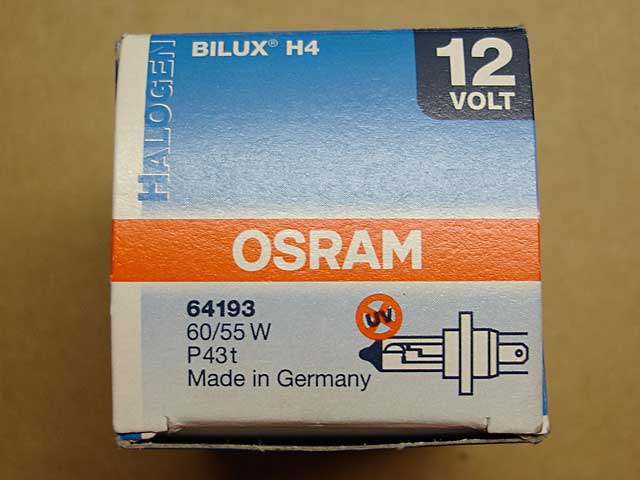 HALOGEN
BILUX® H4
12
VOLT
OSRAM
64193
60/55 W
P43t
Made in Germany
UV